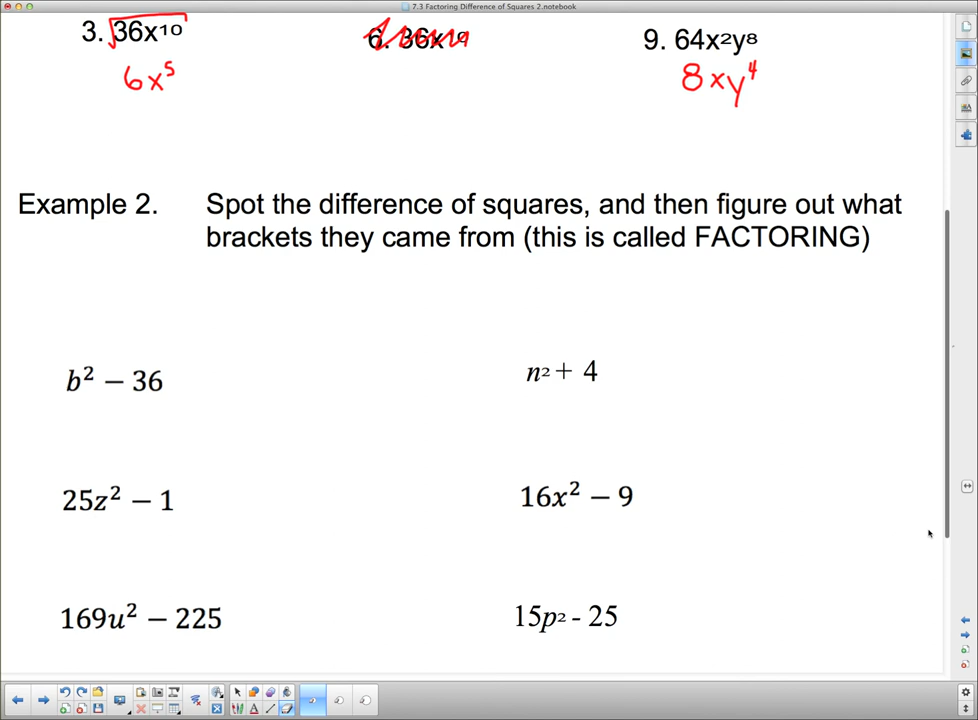 7.3 Factoring Difference of Squares 2.notebook
3. √36x¹⁰
6. 36x¹⁰
9. 64x²y⁸
6x⁵
8xy⁴
Example 2. Spot the difference of squares, and then figure out what
brackets they came from (this is called FACTORING)
b² − 36
n² + 4
25z² − 1
16x² − 9
169u² − 225
15p² - 25